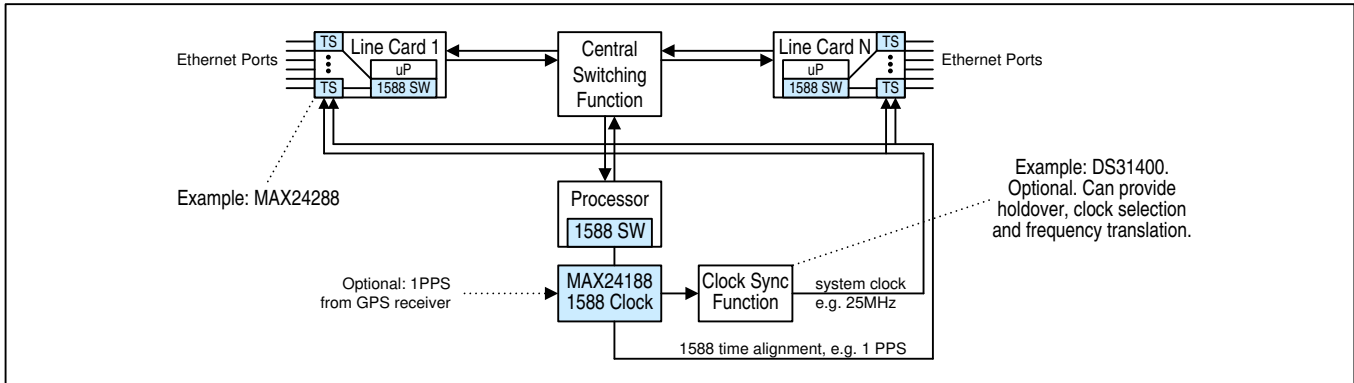 Ethernet Ports
TS
TS
Line Card 1
uP
1588 SW
Central
Switching
Function
Line Card N
uP
1588 SW
TS
TS
Ethernet Ports
Example: MAX24288
Processor
1588 SW
Example: DS31400.
Optional. Can provide
holdover, clock selection
and frequency translation.
Optional: 1PPS
from GPS receiver
MAX24188
1588 Clock
Clock Sync
Function
system clock
e.g. 25MHz
1588 time alignment, e.g. 1 PPS